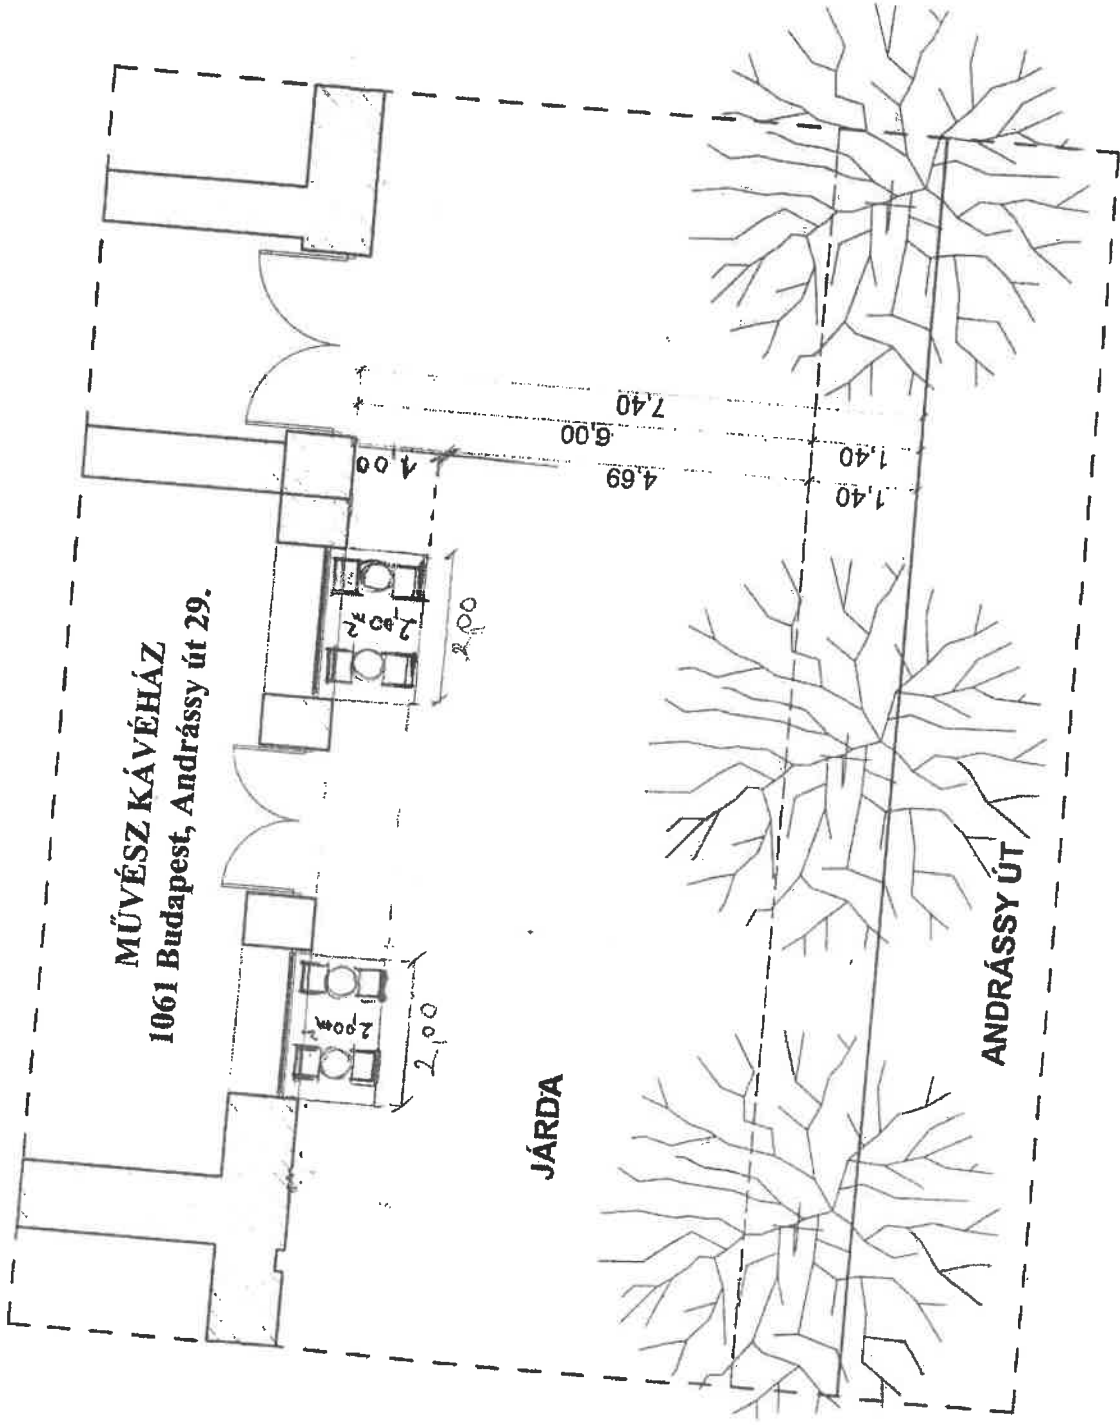 MŰVÉSZ KÁVÉHÁZ
1061 Budapest, Andrássy út 29.
7,40
6,00
1,40
1,00
4,69
1,40
2,00 m²
2,00
2,00 m²
2,00
JÁRDA
ANDRÁSSY ÚT